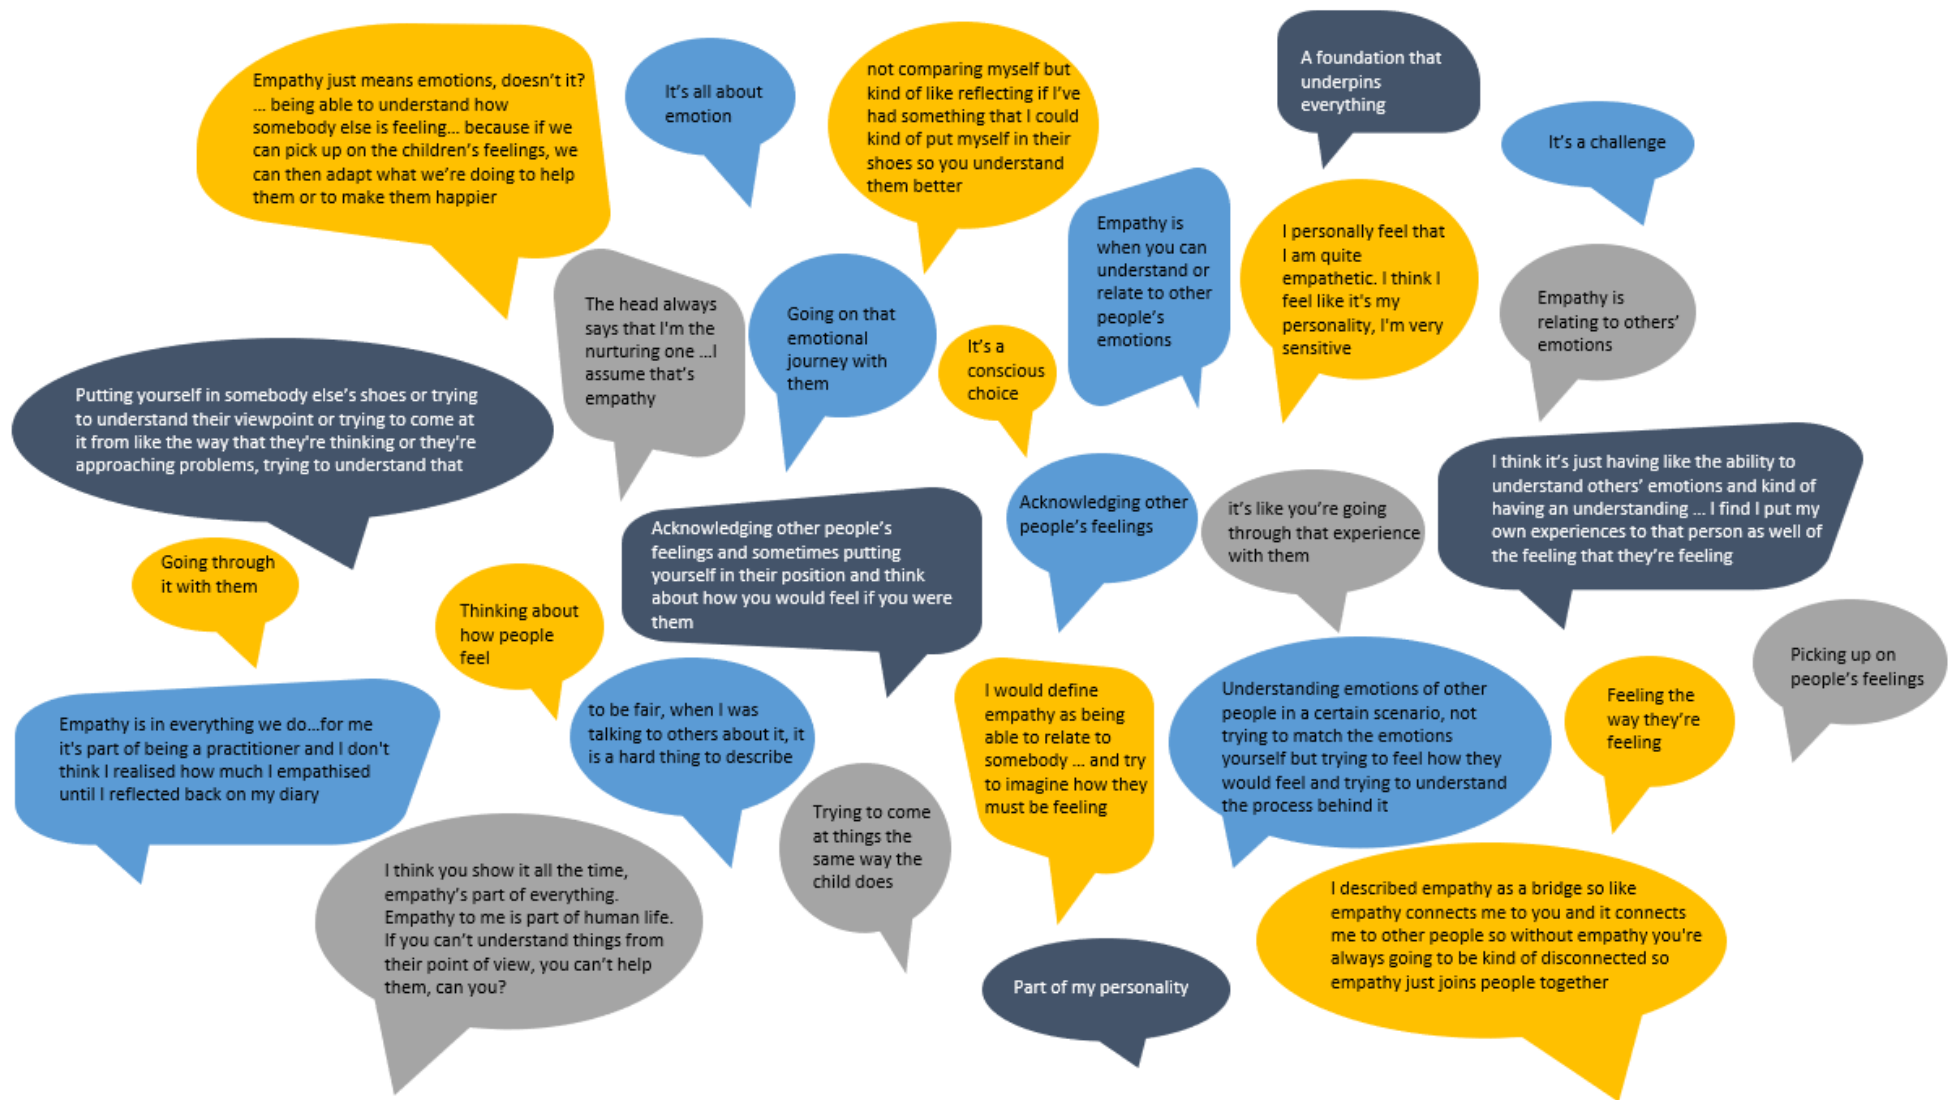 Empathy just means emotions, doesn’t it?
... being able to understand how
somebody else is feeling... because if we
can pick up on the children’s feelings, we
can then adapt what we’re doing to help
them or to make them happier
It’s all about
emotion
not comparing myself but
kind of like reflecting if I’ve
had something that I could
kind of put myself in their
shoes so you understand
them better
A foundation that
underpins
everything
It’s a challenge
Empathy is
when you can
understand or
relate to other
people’s
emotions
I personally feel that
I am quite
empathetic. I think I
feel like it's my
personality, I'm very
sensitive
Empathy is
relating to others’
emotions
The head always
says that I'm the
nurturing one ...I
assume that’s
empathy
Going on that
emotional
journey with
them
It’s a
conscious
choice
Putting yourself in somebody else’s shoes or trying
to understand their viewpoint or trying to come at
it from like the way that they're thinking or they're
approaching problems, trying to understand that
Acknowledging other
people’s feelings
it’s like you’re going
through that experience
with them
I think it’s just having like the ability to
understand others’ emotions and kind of
having an understanding ... I find I put my
own experiences to that person as well of
the feeling that they’re feeling
Acknowledging other people’s
feelings and sometimes putting
yourself in their position and think
about how you would feel if you were
them
Going through
it with them
Thinking about
how people
feel
Picking up on
people’s feelings
Empathy is in everything we do...for me
it's part of being a practitioner and I don't
think I realised how much I empathised
until I reflected back on my diary
to be fair, when I was
talking to others about it, it
is a hard thing to describe
I would define
empathy as being
able to relate to
somebody ... and try
to imagine how they
must be feeling
Understanding emotions of other
people in a certain scenario, not
trying to match the emotions
yourself but trying to feel how they
would feel and trying to understand
the process behind it
Feeling the
way they’re
feeling
Trying to come
at things the
same way the
child does
I think you show it all the time,
empathy’s part of everything.
Empathy to me is part of human life.
If you can’t understand things from
their point of view, you can’t help
them, can you?
Part of my personality
I described empathy as a bridge so like
empathy connects me to you and it connects
me to other people so without empathy you're
always going to be kind of disconnected so
empathy just joins people together